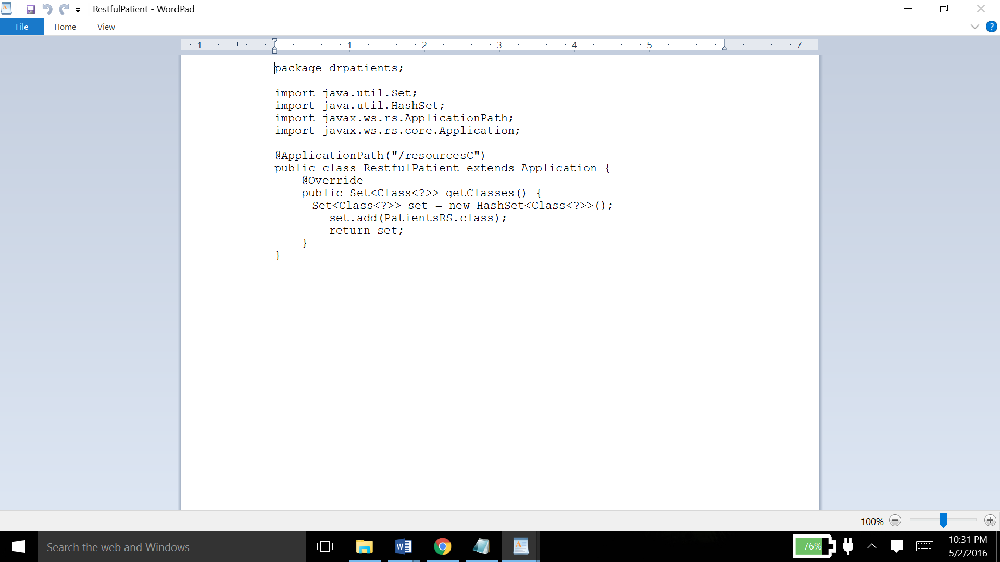 RestfulPatient - WordPad
File Home View
1 1 2 3 4 5 7
package drpatients;
import java.util.Set;
import java.util.HashSet;
import javax.ws.rs.ApplicationPath;
import javax.ws.rs.core.Application;
@ApplicationPath("/resourcesC")
public class RestfulPatient extends Application {
    @Override
    public Set<Class<?>> getClasses() {
     Set<Class<?>> set = new HashSet<Class<?>>();
        set.add(PatientsRS.class);
        return set;
    }
}
100%
Search the web and Windows
76%
10:31 PM
5/2/2016